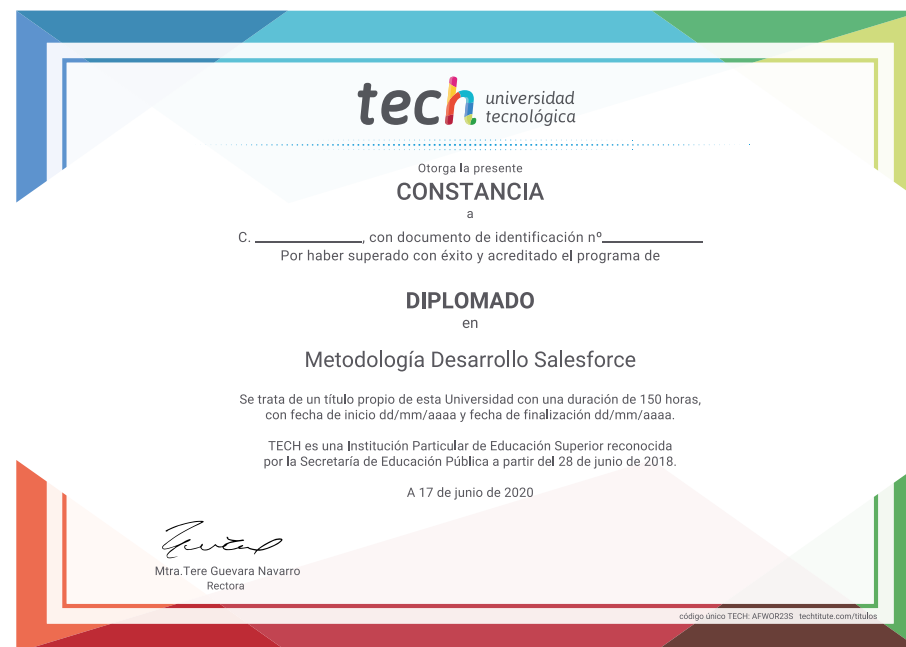 tech universidad
tecnológica
Otorga la presente
CONSTANCIA
a
C. ____________, con documento de identificación nº____________
Por haber superado con éxito y acreditado el programa de
DIPLOMADO
en
Metodología Desarrollo Salesforce
Se trata de un título propio de esta Universidad con una duración de 150 horas,
con fecha de inicio dd/mm/aaaa y fecha de finalización dd/mm/aaaa.
TECH es una Institución Particular de Educación Superior reconocida
por la Secretaría de Educación Pública a partir del 28 de junio de 2018.
A 17 de junio de 2020
Mtra.Tere Guevara Navarro
Rectora
código único TECH: AFWOR23S techtitute.com/titulos